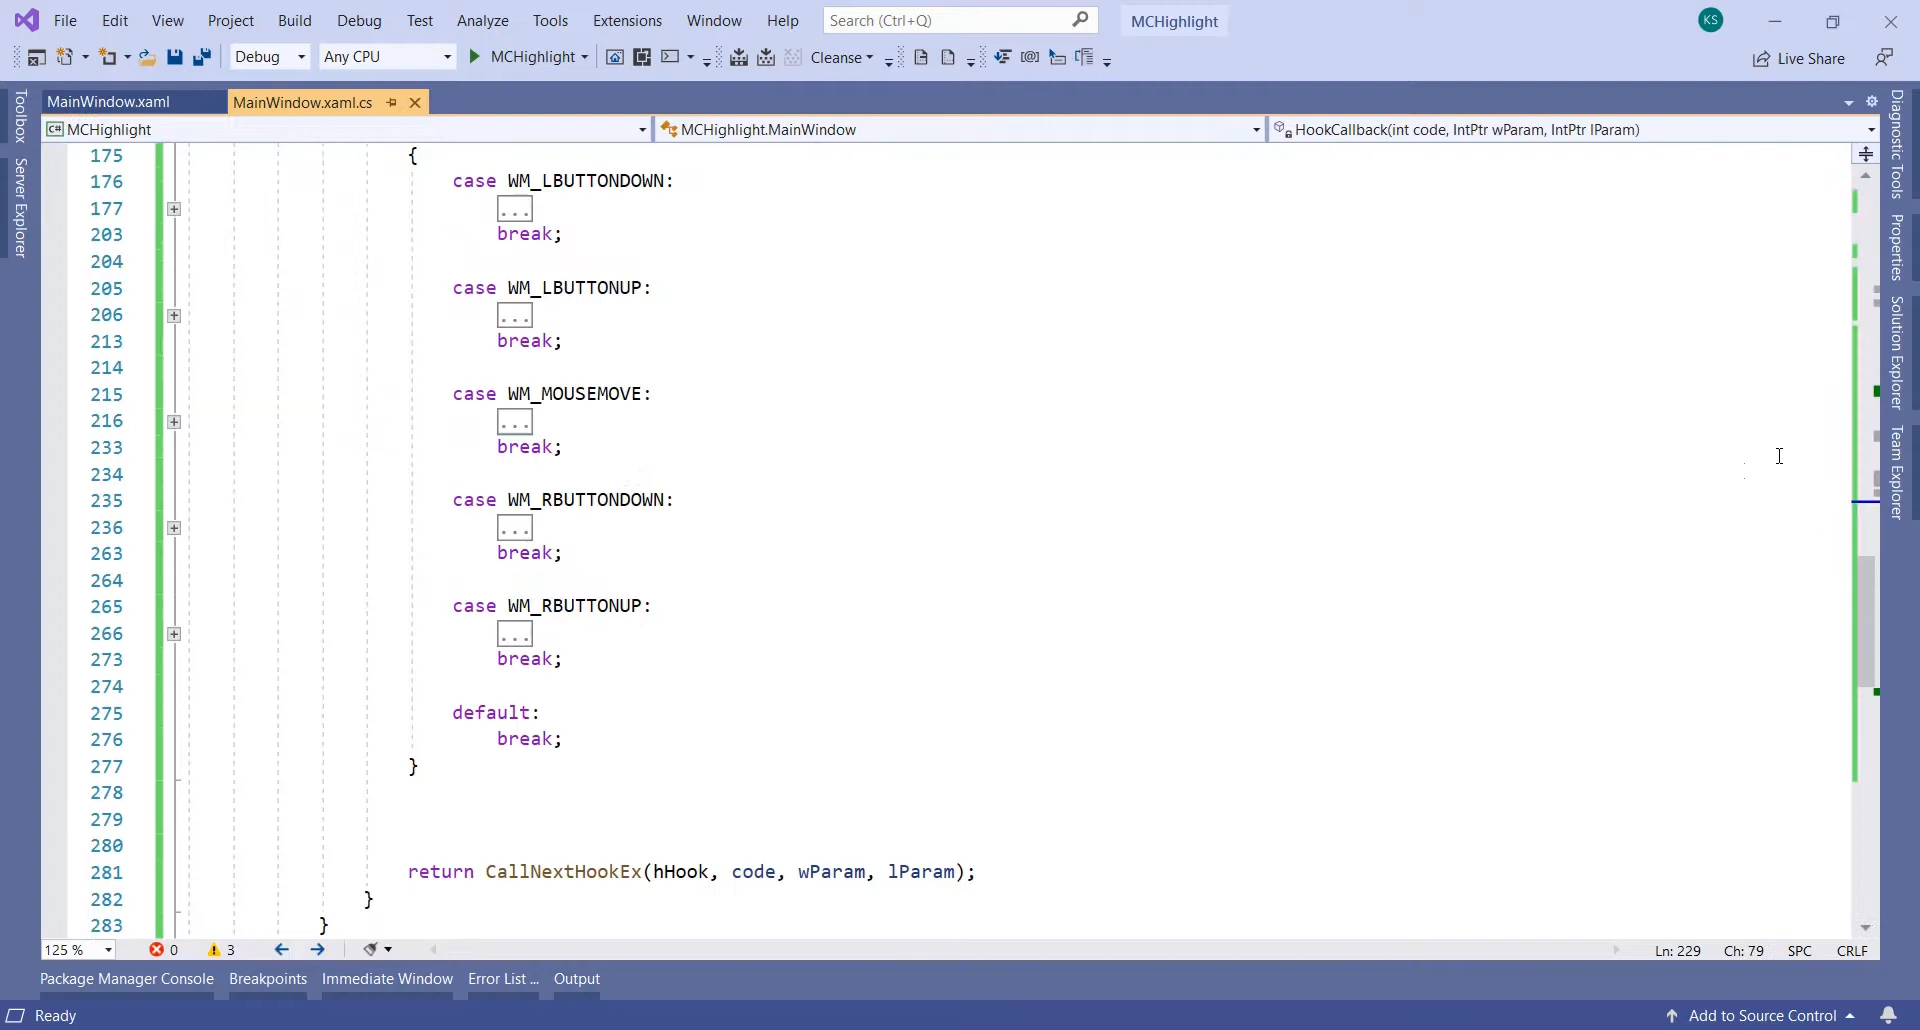 File Edit View Project Build Debug Test Analyze Tools Extensions Window Help Search (Ctrl+Q) MCHighlight KS
Debug Any CPU MCHighlight Cleanse Live Share
MainWindow.xaml MainWindow.xaml.cs
C# MCHighlight MCHighlight.MainWindow HookCallback(int code, IntPtr wParam, IntPtr lParam)
Toolbox
Server Explorer
175 {
176 case WM_LBUTTONDOWN:
177 ...
203 break;
204
205 case WM_LBUTTONUP:
206 ...
213 break;
214
215 case WM_MOUSEMOVE:
216 ...
233 break;
234
235 case WM_RBUTTONDOWN:
236 ...
263 break;
264
265 case WM_RBUTTONUP:
266 ...
273 break;
274
275 default:
276 break;
277 }
278
279
280
281 return CallNextHookEx(hHook, code, wParam, lParam);
282 }
283 }
Diagnostic Tools
Properties
Solution Explorer
Team Explorer
125 % 0 3 Ln: 229 Ch: 79 SPC CRLF
Package Manager Console Breakpoints Immediate Window Error List ... Output
Ready Add to Source Control